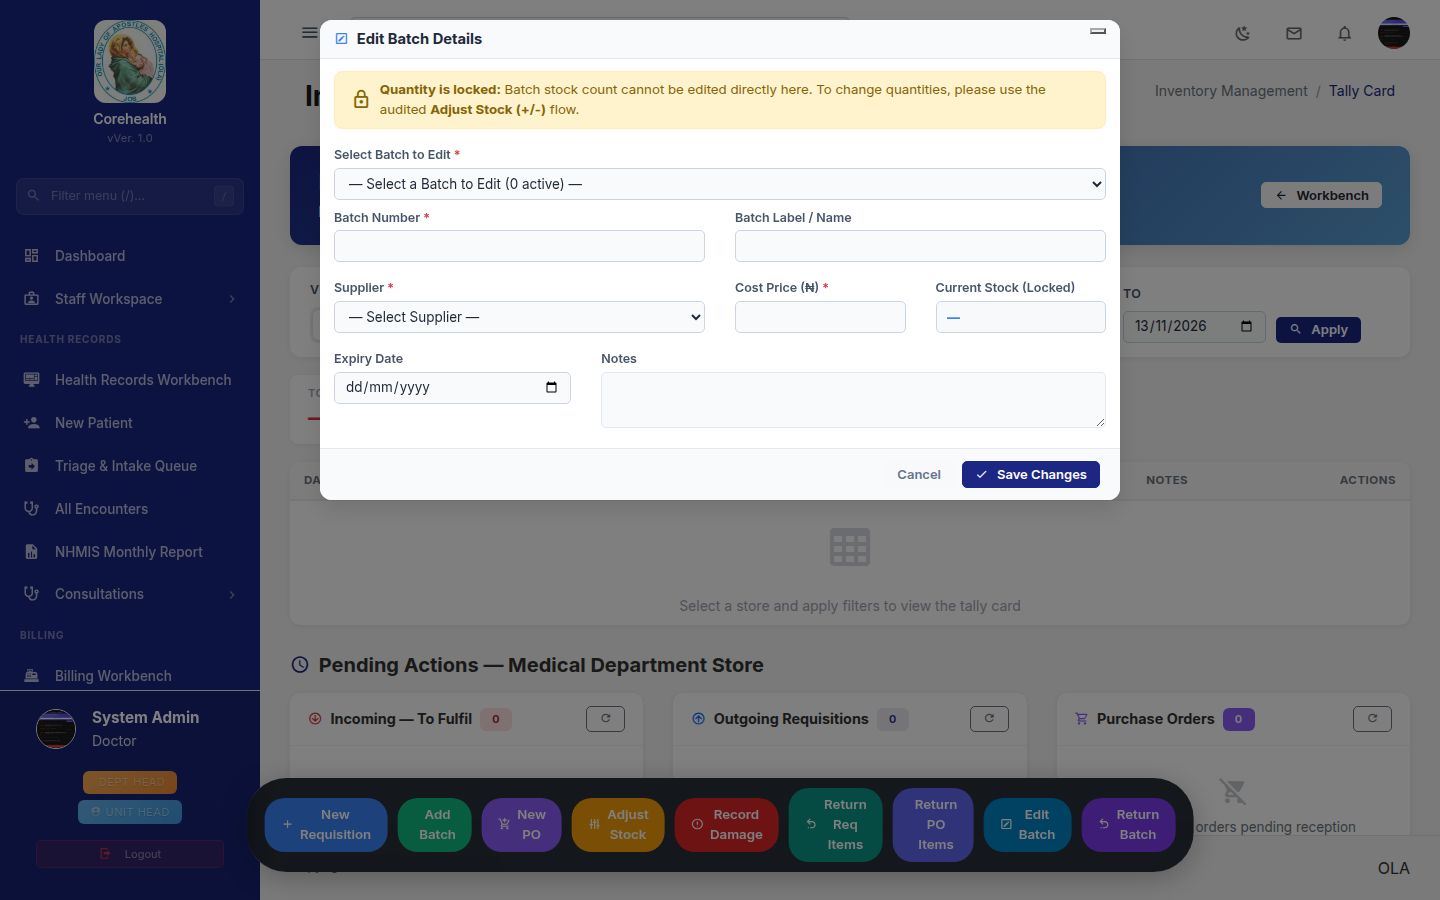 OUR LADY OF APOSTLES HOSPITAL (OLA)
JOS
Corehealth
vVer. 1.0
Filter menu (/)...
/
Dashboard
Staff Workspace
HEALTH RECORDS
Health Records Workbench
New Patient
Triage & Intake Queue
All Encounters
NHMIS Monthly Report
Consultations
BILLING
Billing Workbench
System Admin
Doctor
DEPT HEAD
UNIT HEAD
Logout
Inventory Management / Tally Card
Workbench
TO
13/11/2026
Apply
Edit Batch Details
Quantity is locked: Batch stock count cannot be edited directly here. To change quantities, please use the
audited Adjust Stock (+/-) flow.
Select Batch to Edit *
— Select a Batch to Edit (0 active) —
Batch Number *
Batch Label / Name
Supplier *
Cost Price (₦) *
Current Stock (Locked)
— Select Supplier —
—
Expiry Date
Notes
dd/mm/yyyy
Cancel
Save Changes
NOTES
ACTIONS
Select a store and apply filters to view the tally card
Pending Actions — Medical Department Store
Incoming — To Fulfil 0
Outgoing Requisitions 0
Purchase Orders 0
orders pending reception
New Requisition
Add Batch
New PO
Adjust Stock
Record Damage
Return Req Items
Return PO Items
Edit Batch
Return Batch
OLA